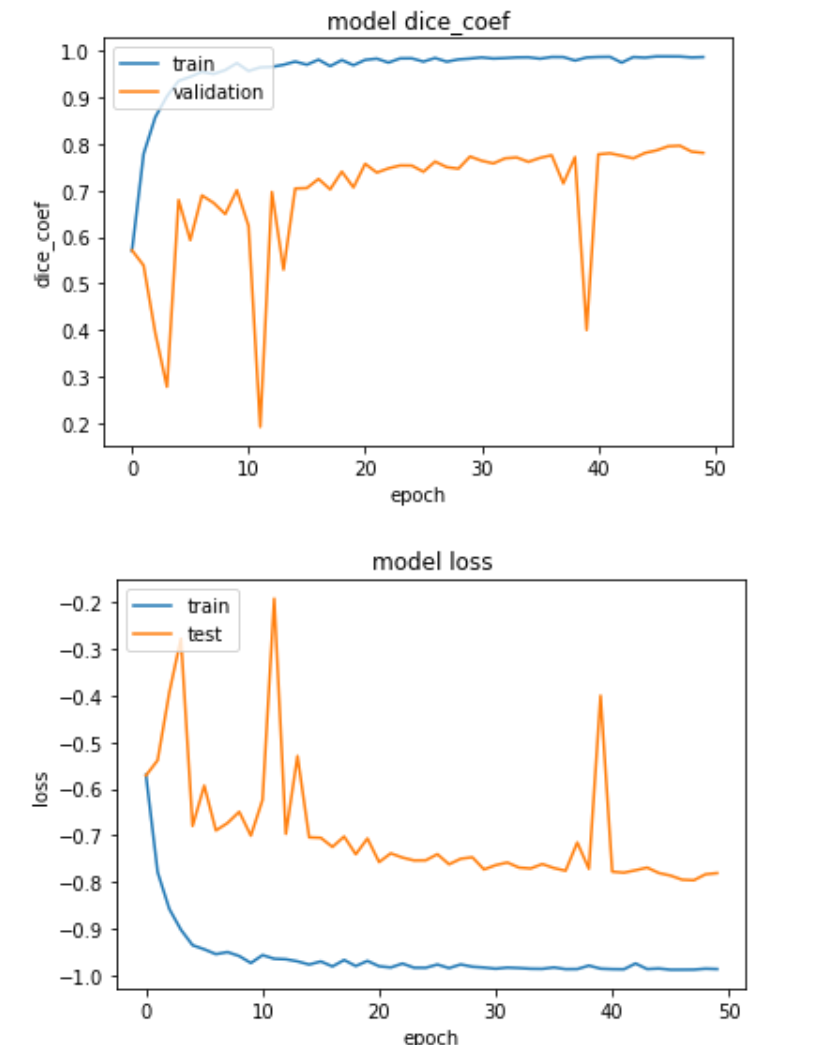 model dice_coef
1.0
0.9
0.8
0.7
0.6
0.5
0.4
0.3
0.2
dice_coef
train
validation
0 10 20 30 40 50
epoch
model loss
−0.2
−0.3
−0.4
−0.5
−0.6
−0.7
−0.8
−0.9
−1.0
loss
train
test
0 10 20 30 40 50
epoch